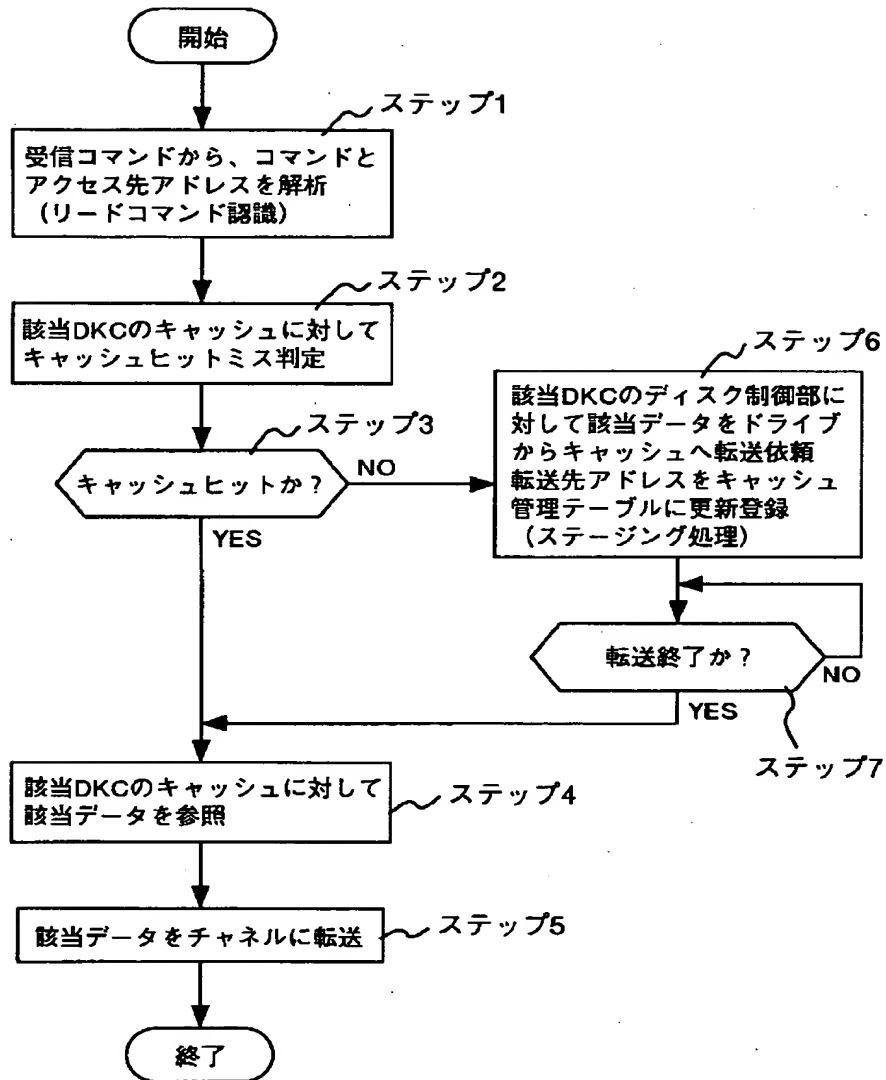 開始
ステップ1
受信コマンドから、コマンドと
アクセス先アドレスを解析
（リードコマンド認識）
ステップ2
該当DKCのキャッシュに対して
キャッシュヒットミス判定
ステップ3
キャッシュヒットか？
NO
YES
ステップ6
該当DKCのディスク制御部に
対して該当データをドライブ
からキャッシュへ転送依頼
転送先アドレスをキャッシュ
管理テーブルに更新登録
（ステージング処理）
転送終了か？
NO
YES
ステップ7
該当DKCのキャッシュに対して
該当データを参照
ステップ4
該当データをチャネルに転送
ステップ5
終了